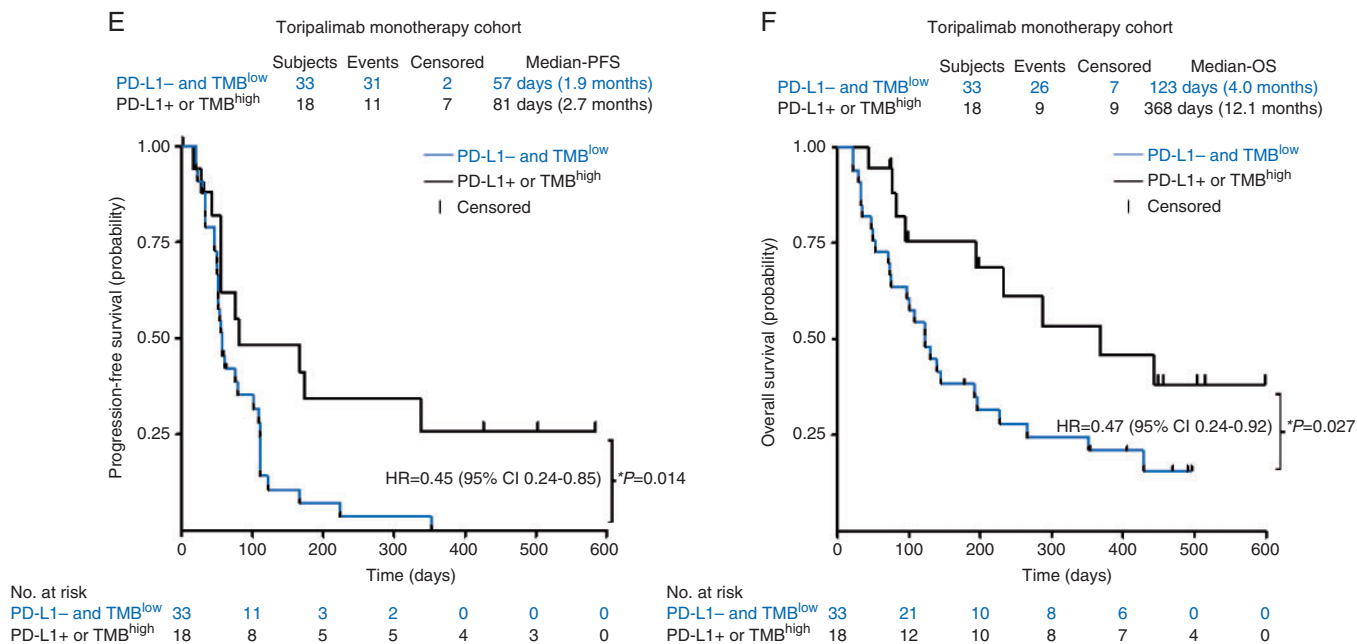 E
Toripalimab monotherapy cohort
Subjects Events Censored Median-PFS
PD-L1– and TMBlow 33 31 2 57 days (1.9 months)
PD-L1+ or TMBhigh 18 11 7 81 days (2.7 months)
PD-L1– and TMBlow
PD-L1+ or TMBhigh
Censored
Progression-free survival (probability)
1.00
0.75
0.50
0.25
HR=0.45 (95% CI 0.24-0.85)
*P=0.014
0 100 200 300 400 500 600
Time (days)
No. at risk
PD-L1– and TMBlow 33 11 3 2 0 0 0
PD-L1+ or TMBhigh 18 8 5 5 4 3 0
F
Toripalimab monotherapy cohort
Subjects Events Censored Median-OS
PD-L1– and TMBlow 33 26 7 123 days (4.0 months)
PD-L1+ or TMBhigh 18 9 9 368 days (12.1 months)
PD-L1– and TMBlow
PD-L1+ or TMBhigh
Censored
Overall survival (probability)
1.00
0.75
0.50
0.25
HR=0.47 (95% CI 0.24-0.92)
*P=0.027
0 100 200 300 400 500 600
Time (days)
No. at risk
PD-L1– and TMBlow 33 21 10 8 6 0 0
PD-L1+ or TMBhigh 18 12 10 8 7 4 0